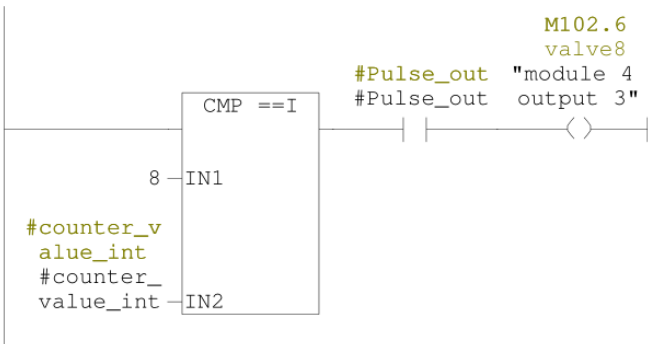 M102.6
valve8
#Pulse_out "module 4
#Pulse_out output 3"
CMP ==I
8
IN1
#counter_v
alue_int
#counter_
value_int
IN2